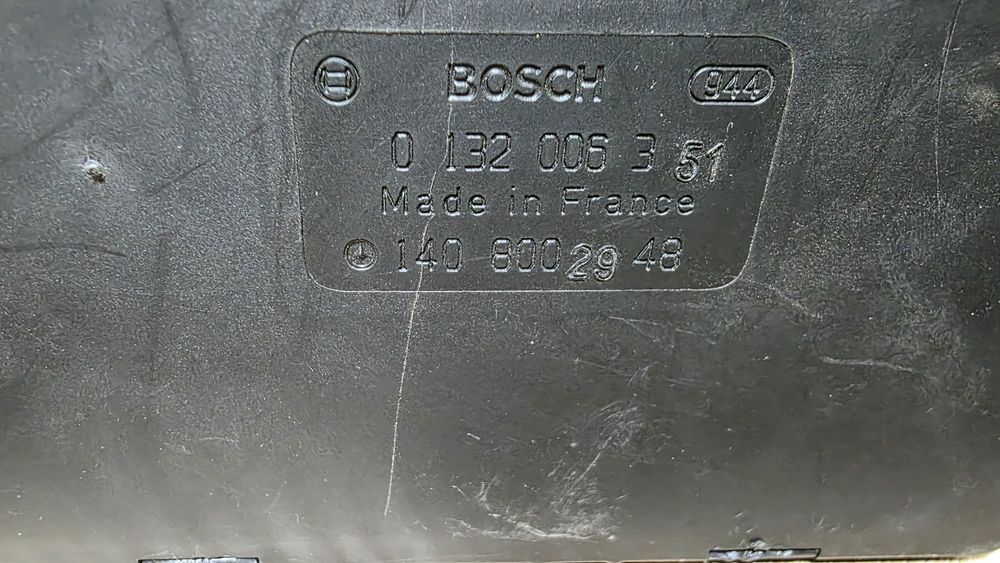 BOSCH 944
0 132 006 3 51
Made in France
140 800 29 48